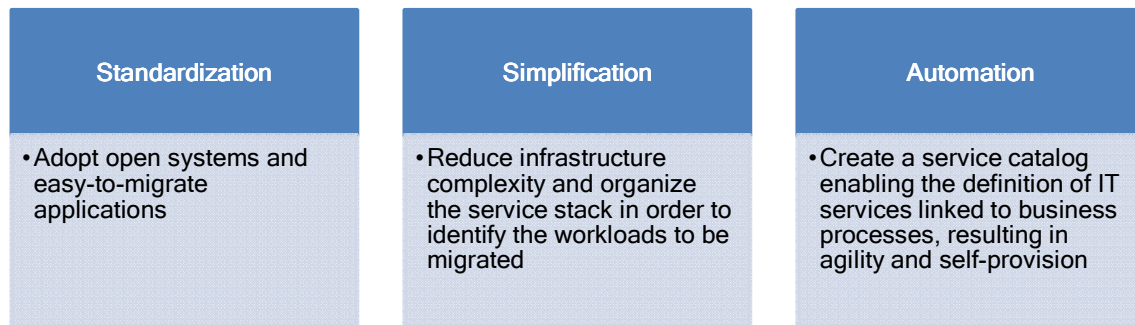 Standardization
• Adopt open systems and
easy-to-migrate
applications
Simplification
• Reduce infrastructure
complexity and organize
the service stack in order to
identify the workloads to be
migrated
Automation
• Create a service catalog
enabling the definition of IT
services linked to business
processes, resulting in
agility and self-provision